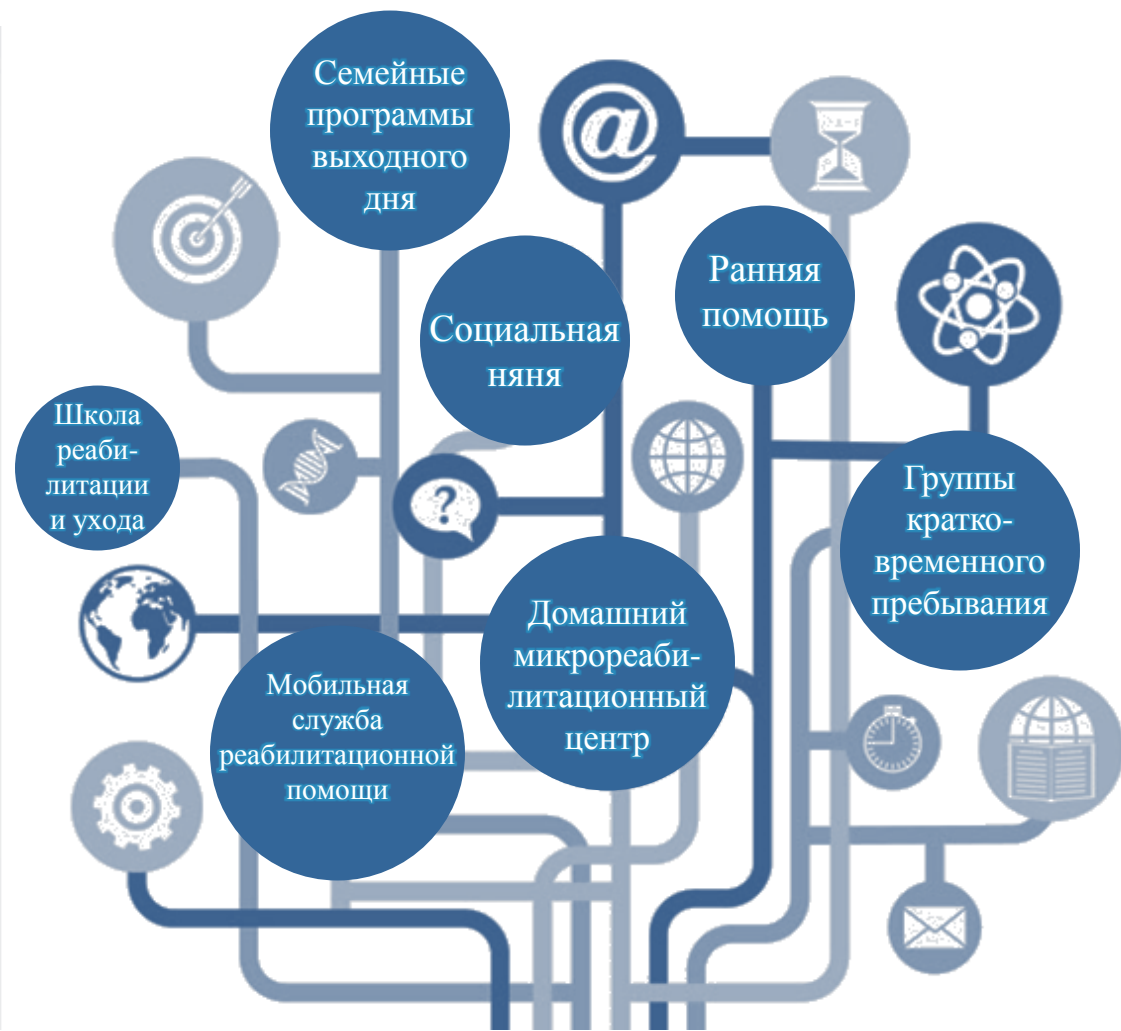 Семейные
программы
выходного
дня
Социальная
няня
Ранняя
помощь
Школа
реаби-
литации
и ухода
Группы
кратко-
временного
пребывания
Домашний
микрореаби-
литационный
центр
Мобильная
служба
реабилитационной
помощи
@
?